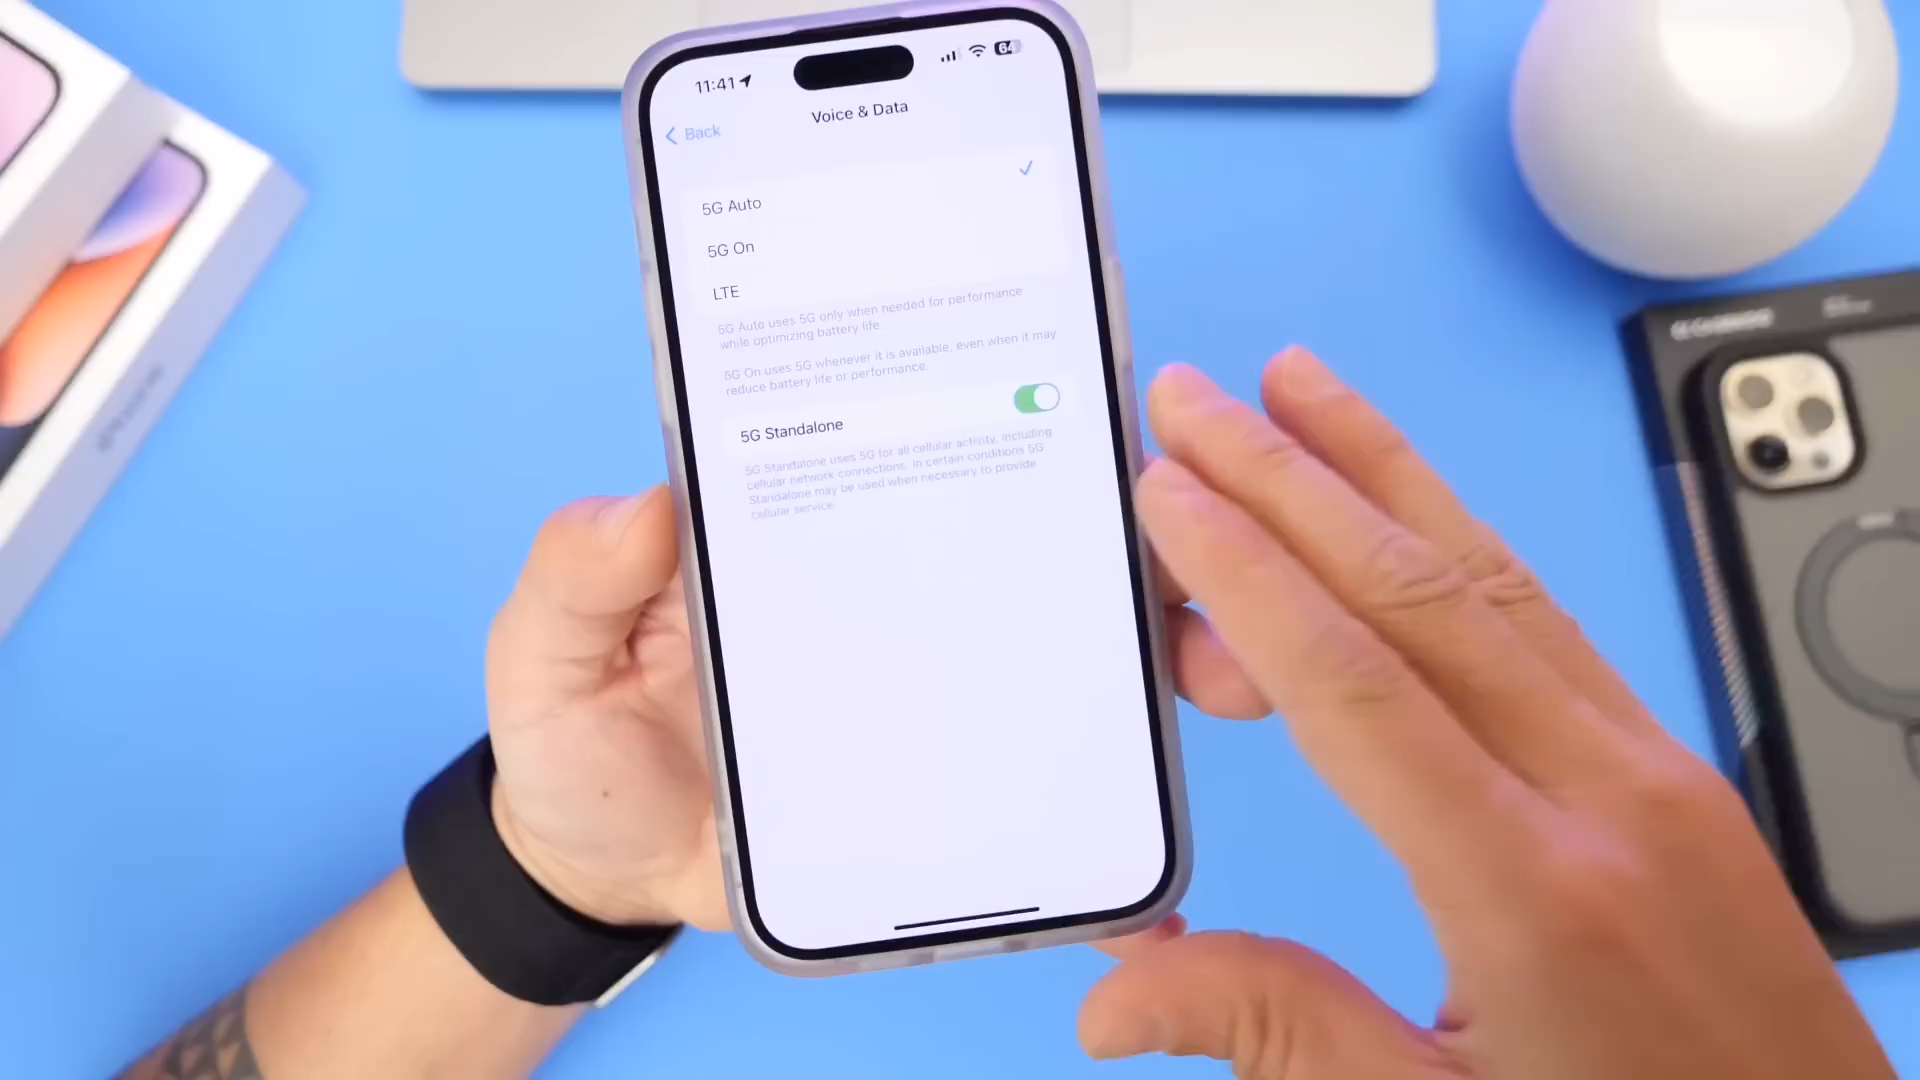 11:41
64
Back
Voice & Data
5G Auto
5G On
LTE
5G Auto uses 5G only when needed for performance
while optimizing battery life.
5G On uses 5G whenever it is available, even when it may
reduce battery life or performance.
5G Standalone
5G Standalone uses 5G for all cellular activity, including
cellular network connections. In certain conditions 5G
Standalone may be used when necessary to provide
cellular service.
iPhone